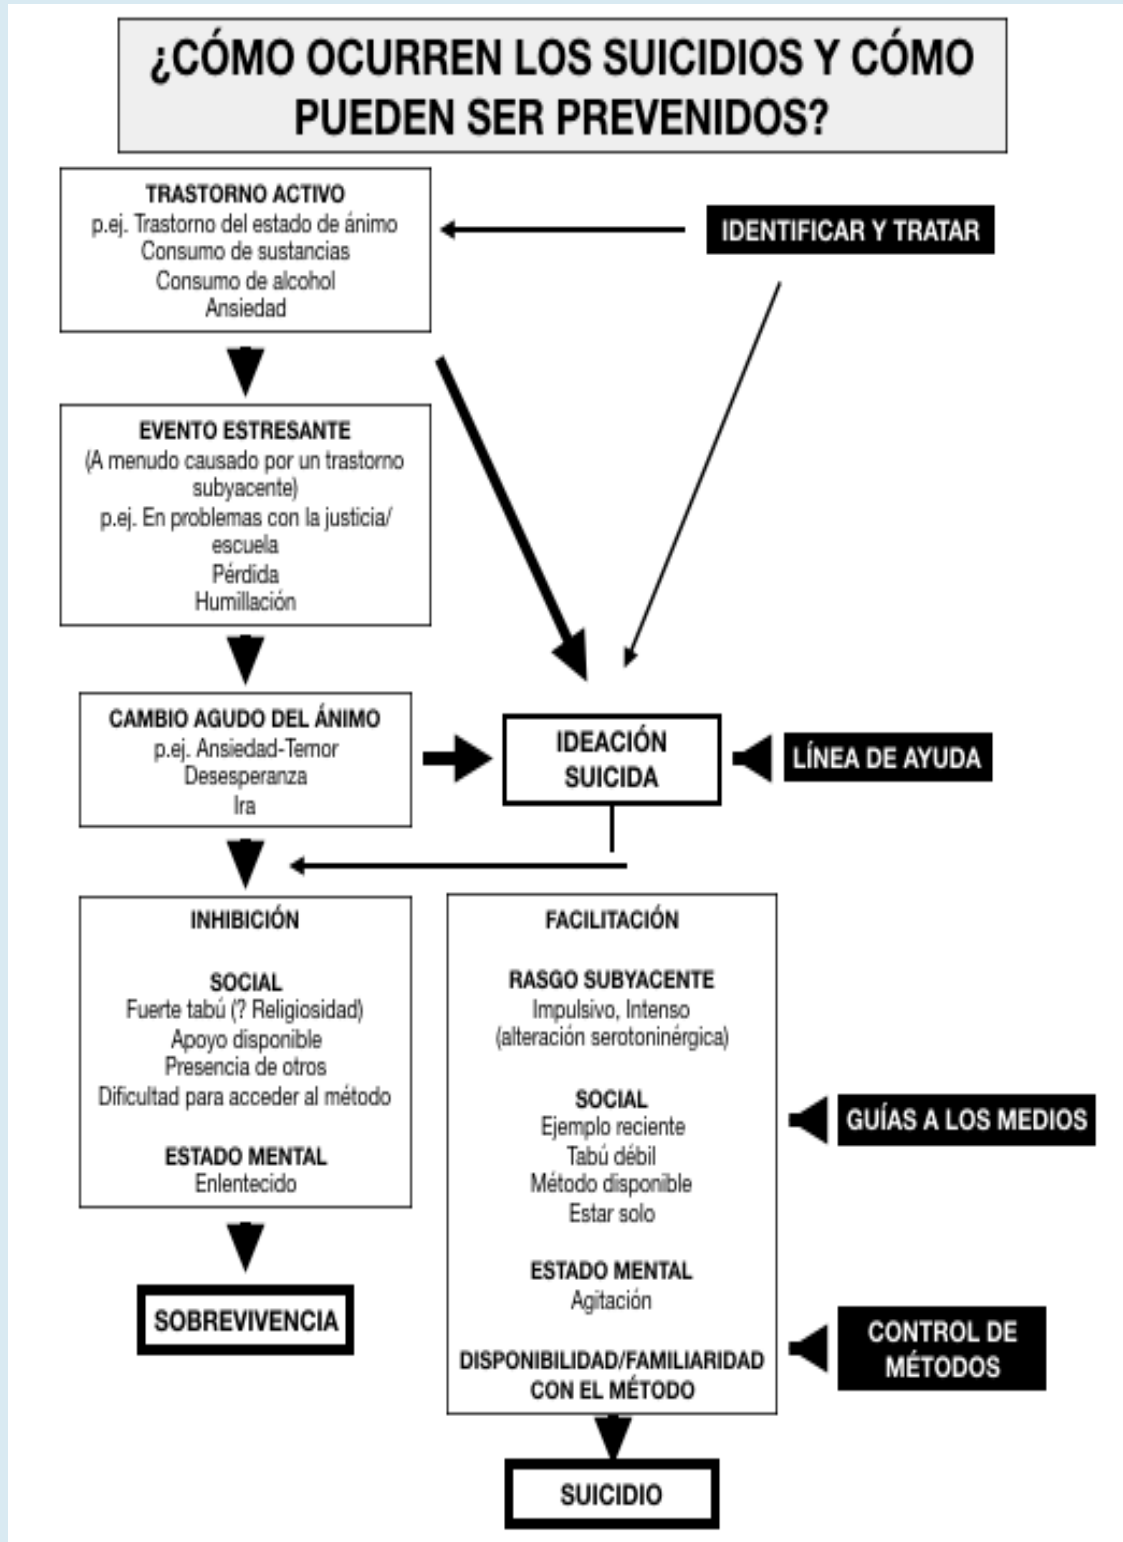 ¿CÓMO OCURREN LOS SUICIDIOS Y CÓMO
PUEDEN SER PREVENIDOS?
TRASTORNO ACTIVO
p.ej. Trastorno del estado de ánimo
Consumo de sustancias
Consumo de alcohol
Ansiedad
IDENTIFICAR Y TRATAR
EVENTO ESTRESANTE
(A menudo causado por un trastorno
subyacente)
p.ej. En problemas con la justicia/
escuela
Pérdida
Humillación
CAMBIO AGUDO DEL ÁNIMO
p.ej. Ansiedad-Temor
Desesperanza
Ira
IDEACIÓN
SUICIDA
LÍNEA DE AYUDA
INHIBICIÓN
SOCIAL
Fuerte tabú (? Religiosidad)
Apoyo disponible
Presencia de otros
Dificultad para acceder al método
ESTADO MENTAL
Enlentecido
SOBREVIVENCIA
FACILITACIÓN
RASGO SUBYACENTE
Impulsivo, Intenso
(alteración serotoninérgica)
SOCIAL
Ejemplo reciente
Tabú débil
Método disponible
Estar solo
ESTADO MENTAL
Agitación
DISPONIBILIDAD/FAMILIARIDAD
CON EL MÉTODO
GUÍAS A LOS MEDIOS
CONTROL DE
MÉTODOS
SUICIDIO